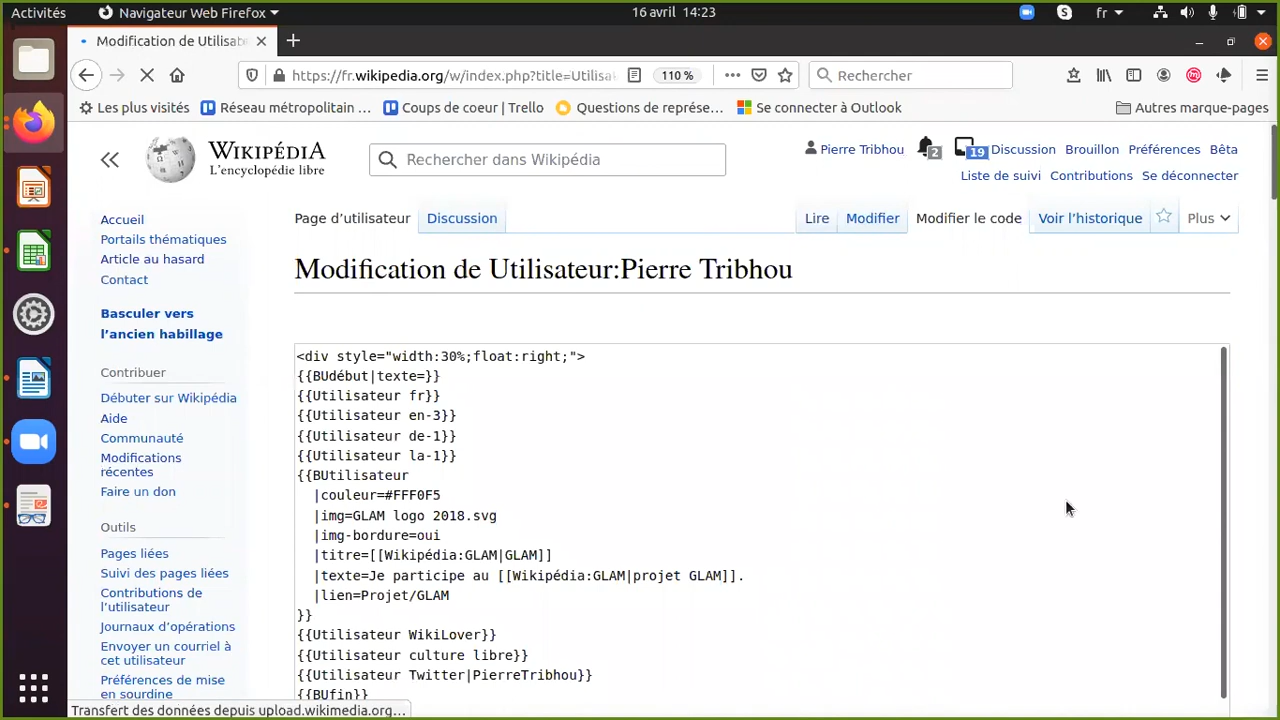 Activités
Navigateur Web Firefox
16 avril 14:23
fr
Modification de Utilisate
https://fr.wikipedia.org/w/index.php?title=Utilisa
110 %
Rechercher
Les plus visités
Réseau métropolitain …
Coups de oeur | Trello
Questions de représe…
Se connecter à Outlook
Autres marque-pages
WIKIPÉDIA
L'encyclopédie libre
Rechercher dans Wikipédia
Pierre Tribhou
2
19
Discussion
Brouillon
Préférences
Bêta
Liste de suivi
Contributions
Se déconnecter
Page d’utilisateur
Discussion
Lire
Modifier
Modifier le code
Voir l’historique
Plus
Modification de Utilisateur:Pierre Tribhou
Accueil
Portails thématiques
Article au hasard
Contact
Basculer vers
l’ancien habillage
Contribuer
Débuter sur Wikipédia
Aide
Communauté
Modifications
récentes
Faire un don
Outils
Pages liées
Suivi des pages liées
Contributions de
l’utilisateur
Journaux d’opérations
Envoyer un courriel à
cet utilisateur
Préférences de mise
en sourdine
<div style="width:30%;float:right;">
{{BUdébut|texte=}}
{{Utilisateur fr}}
{{Utilisateur en-3}}
{{Utilisateur de-1}}
{{Utilisateur la-1}}
{{BUtilisateur
|couleur=#FFF0F5
|img=GLAM logo 2018.svg
|img-bordure=oui
|titre=[[Wikipédia:GLAM|GLAM]]
|texte=Je participe au [[Wikipédia:GLAM|projet GLAM]].
|lien=Projet/GLAM
}}
{{Utilisateur WikiLover}}
{{Utilisateur culture libre}}
{{Utilisateur Twitter|PierreTribhou}}
{{BUfin}}
Transfert des données depuis upload.wikimedia.org…